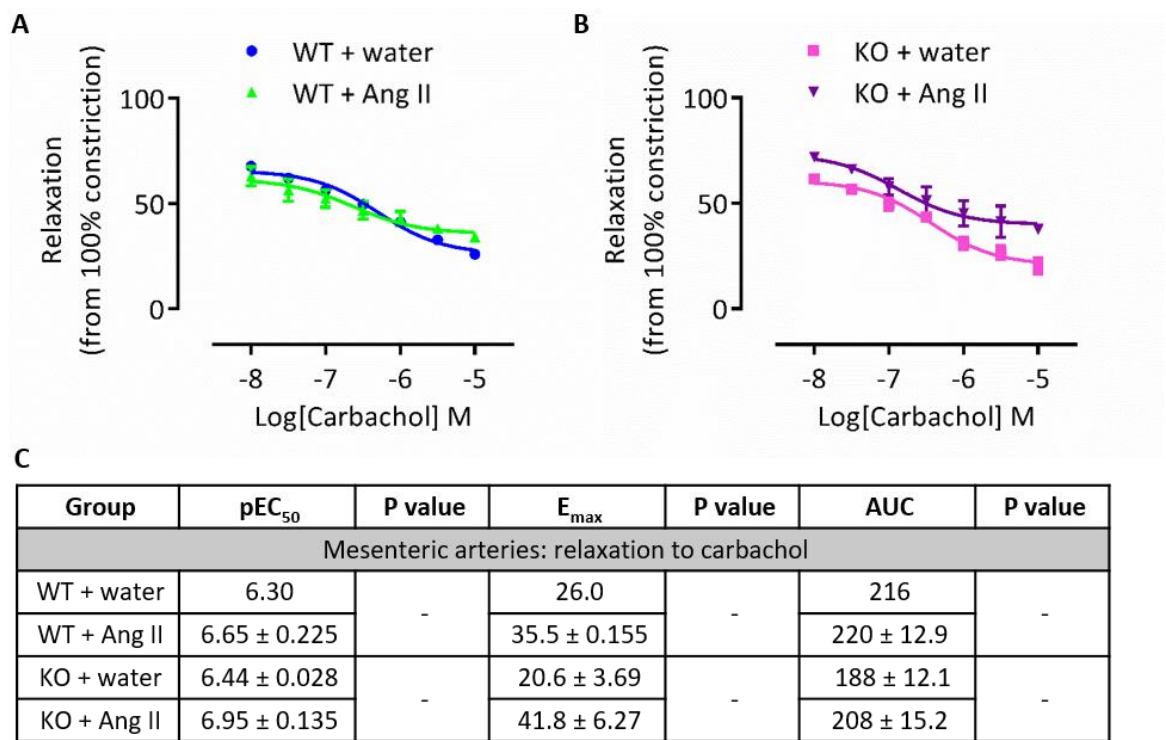 A
WT + water
WT + Ang II
Relaxation
(from 100% constriction)
100
50
0
-8 -7 -6 -5
Log[Carbachol] M
B
KO + water
KO + Ang II
Relaxation
(from 100% constriction)
100
50
0
-8 -7 -6 -5
Log[Carbachol] M
C
Group pEC50 P value Emax P value AUC P value
Mesenteric arteries: relaxation to carbachol
WT + water 6.30 - 26.0 - 216 -
WT + Ang II 6.65 ± 0.225 35.5 ± 0.155 220 ± 12.9
KO + water 6.44 ± 0.028 - 20.6 ± 3.69 - 188 ± 12.1 -
KO + Ang II 6.95 ± 0.135 41.8 ± 6.27 208 ± 15.2